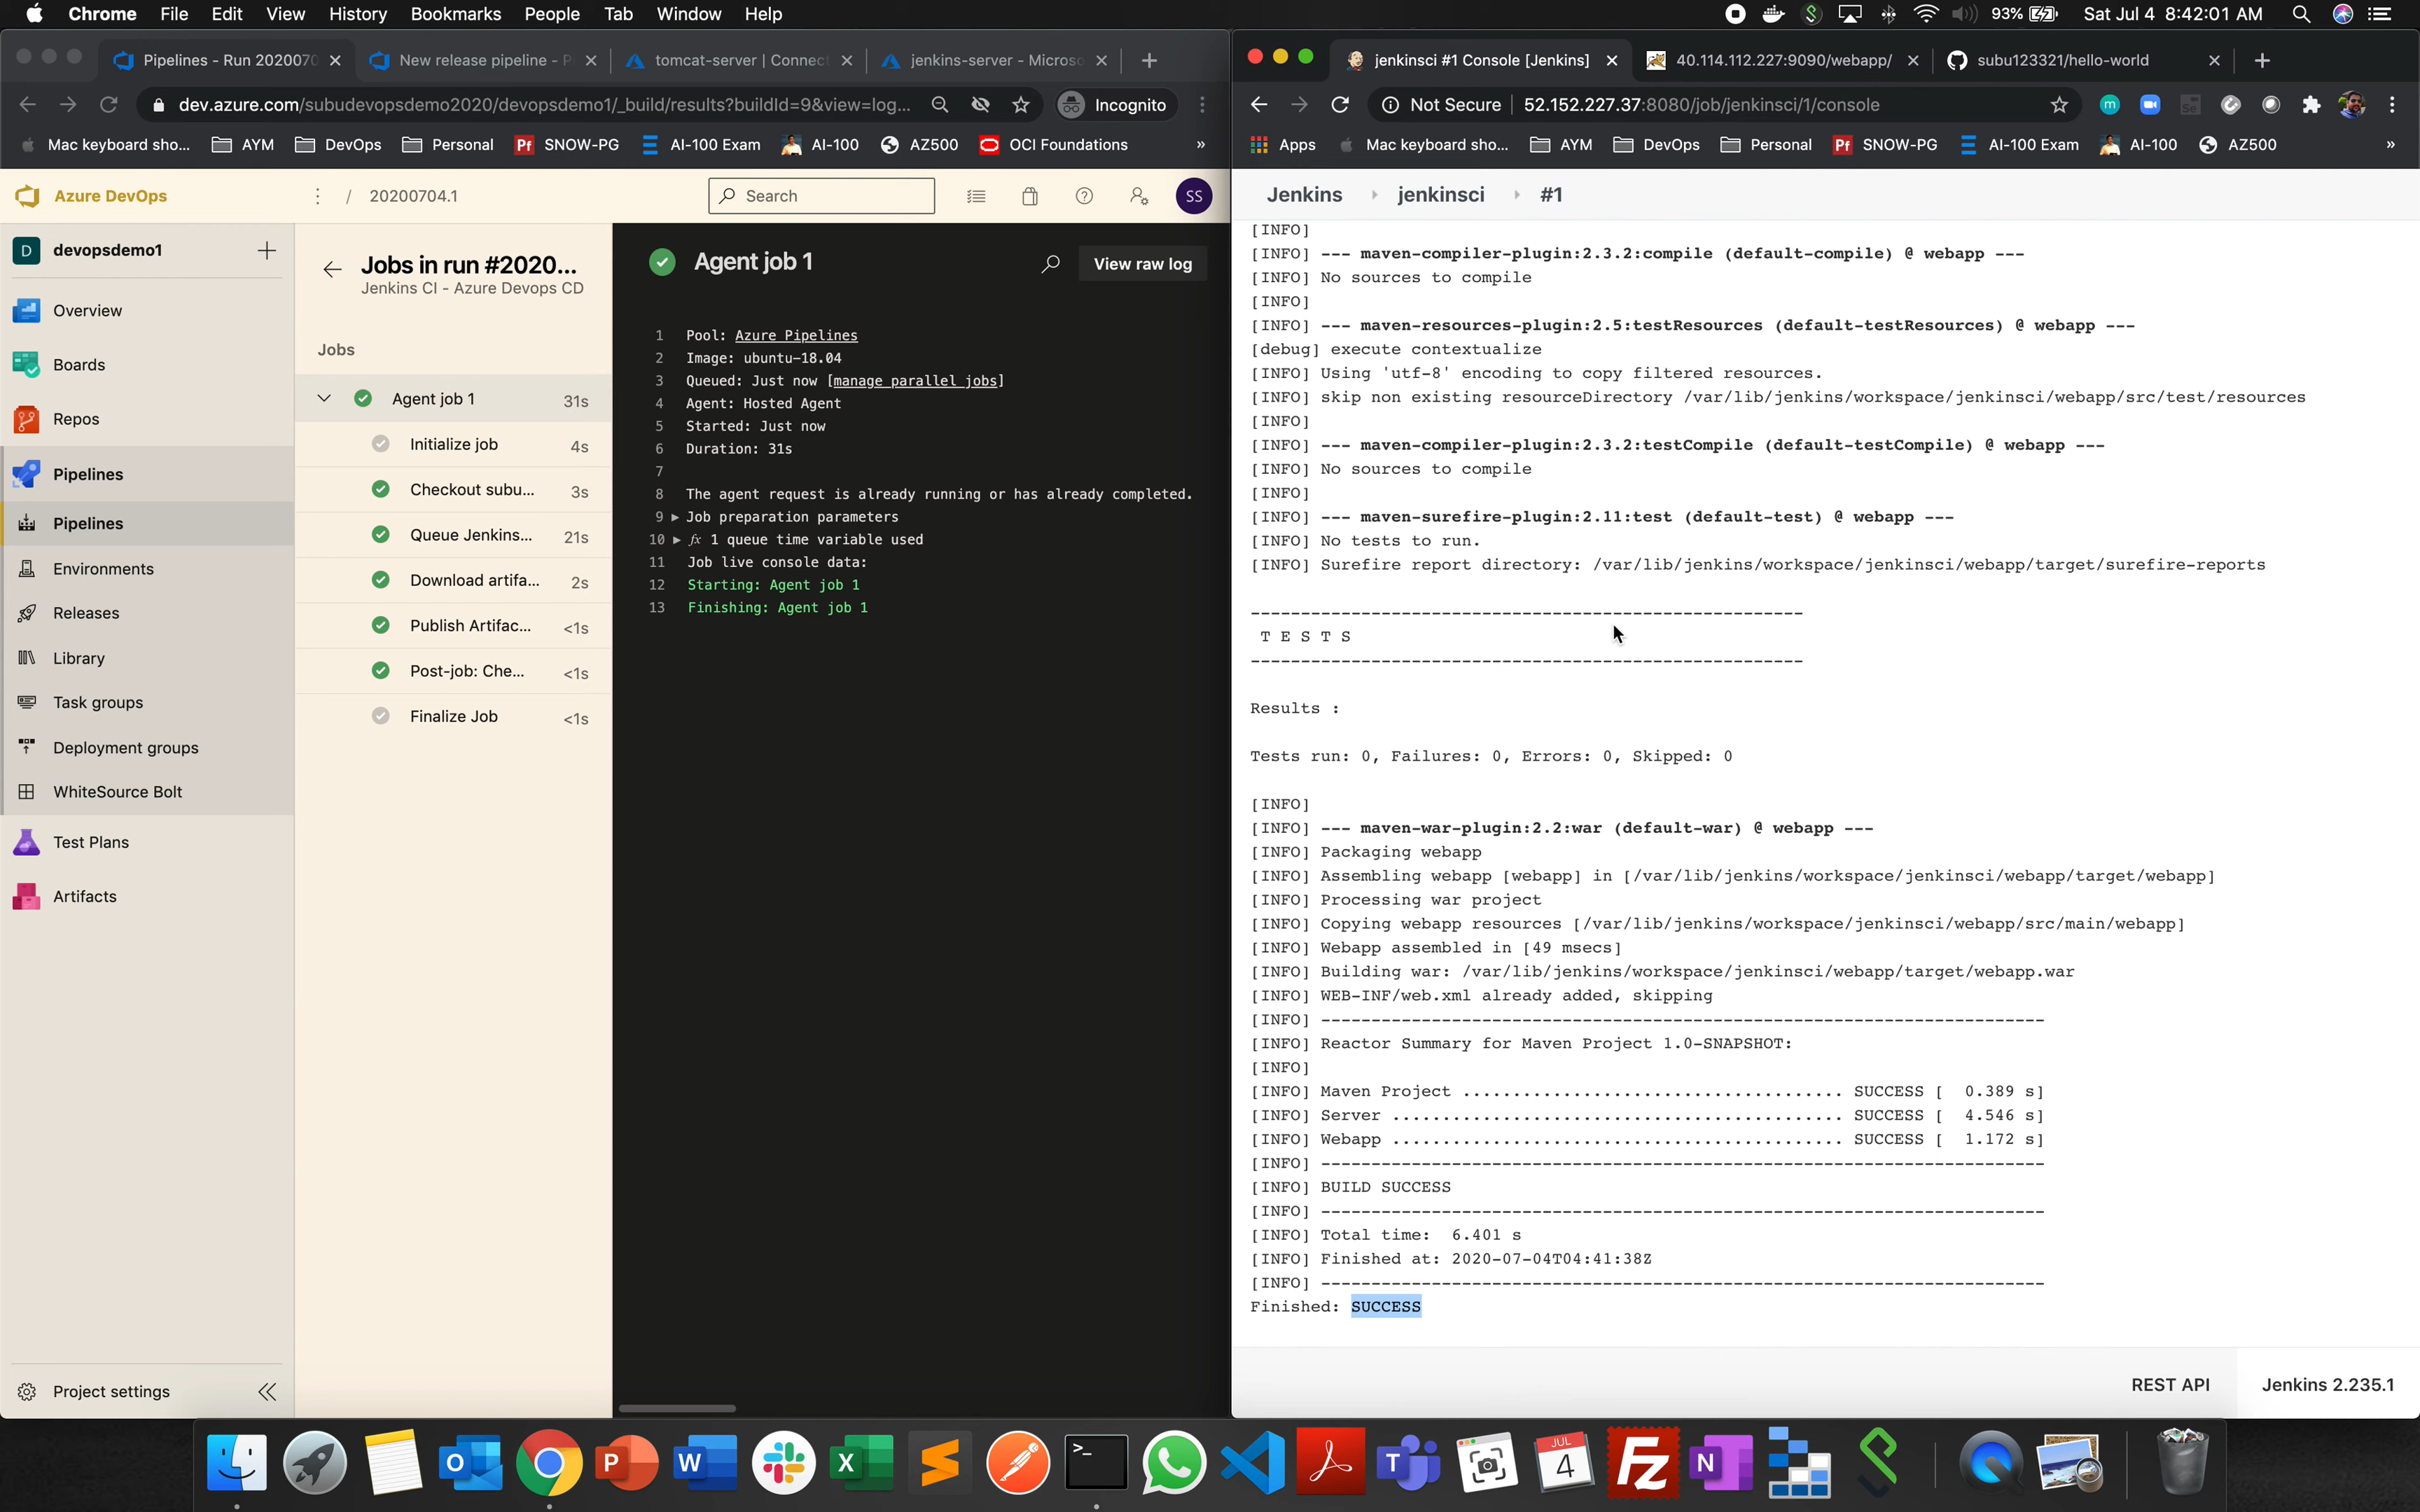 Chrome File Edit View History Bookmarks People Tab Window Help
93% Sat Jul 4 8:42:01 AM
Pipelines - Run 2020070
New release pipeline - P
tomcat-server | Connect
jenkins-server - Microso
dev.azure.com/subudevopsdemo2020/devopsdemo1/_build/results?buildId=9&view=log...
Incognito
Mac keyboard sho... AYM DevOps Personal Pf SNOW-PG AI-100 Exam AI-100 AZ500 OCI Foundations »
Azure DevOps
/ 20200704.1
Search
SS
D devopsdemo1
Overview
Boards
Repos
Pipelines
Pipelines
Environments
Releases
Library
Task groups
Deployment groups
WhiteSource Bolt
Test Plans
Artifacts
Project settings
Jobs in run #2020...
Jenkins CI - Azure Devops CD
Jobs
Agent job 1 31s
Initialize job 4s
Checkout subu... 3s
Queue Jenkins... 21s
Download artifa... 2s
Publish Artifac... <1s
Post-job: Che... <1s
Finalize Job <1s
Agent job 1
View raw log
1 Pool: Azure Pipelines
2 Image: ubuntu-18.04
3 Queued: Just now [manage parallel jobs]
4 Agent: Hosted Agent
5 Started: Just now
6 Duration: 31s
7
8 The agent request is already running or has already completed.
9 Job preparation parameters
10 fx 1 queue time variable used
11 Job live console data:
12 Starting: Agent job 1
13 Finishing: Agent job 1
jenkinsci #1 Console [Jenkins]
40.114.112.227:9090/webapp/
subu123321/hello-world
Not Secure | 52.152.227.37:8080/job/jenkinsci/1/console
Apps Mac keyboard sho... AYM DevOps Personal Pf SNOW-PG AI-100 Exam AI-100 AZ500 »
Jenkins jenkinsci #1
[INFO]
[INFO] --- maven-compiler-plugin:2.3.2:compile (default-compile) @ webapp ---
[INFO] No sources to compile
[INFO]
[INFO] --- maven-resources-plugin:2.5:testResources (default-testResources) @ webapp ---
[debug] execute contextualize
[INFO] Using 'utf-8' encoding to copy filtered resources.
[INFO] skip non existing resourceDirectory /var/lib/jenkins/workspace/jenkinsci/webapp/src/test/resources
[INFO]
[INFO] --- maven-compiler-plugin:2.3.2:testCompile (default-testCompile) @ webapp ---
[INFO] No sources to compile
[INFO]
[INFO] --- maven-surefire-plugin:2.11:test (default-test) @ webapp ---
[INFO] No tests to run.
[INFO] Surefire report directory: /var/lib/jenkins/workspace/jenkinsci/webapp/target/surefire-reports
-------------------------------------------------------
T E S T S
-------------------------------------------------------
Results :
Tests run: 0, Failures: 0, Errors: 0, Skipped: 0
[INFO]
[INFO] --- maven-war-plugin:2.2:war (default-war) @ webapp ---
[INFO] Packaging webapp
[INFO] Assembling webapp [webapp] in [/var/lib/jenkins/workspace/jenkinsci/webapp/target/webapp]
[INFO] Processing war project
[INFO] Copying webapp resources [/var/lib/jenkins/workspace/jenkinsci/webapp/src/main/webapp]
[INFO] Webapp assembled in [49 msecs]
[INFO] Building war: /var/lib/jenkins/workspace/jenkinsci/webapp/target/webapp.war
[INFO] WEB-INF/web.xml already added, skipping
[INFO] ------------------------------------------------------------------------
[INFO] Reactor Summary for Maven Project 1.0-SNAPSHOT:
[INFO]
[INFO] Maven Project ...................................... SUCCESS [  0.389 s]
[INFO] Server ............................................. SUCCESS [  4.546 s]
[INFO] Webapp ............................................. SUCCESS [  1.172 s]
[INFO] ------------------------------------------------------------------------
[INFO] BUILD SUCCESS
[INFO] ------------------------------------------------------------------------
[INFO] Total time:  6.401 s
[INFO] Finished at: 2020-07-04T04:41:38Z
[INFO] ------------------------------------------------------------------------
Finished: SUCCESS
REST API Jenkins 2.235.1
JUL
4